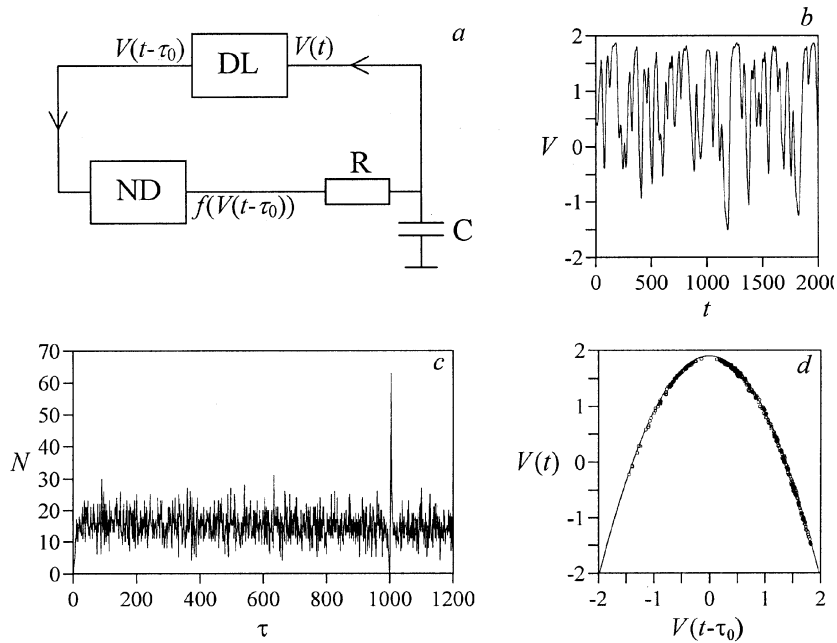 a
V(t-τ₀)
DL
V(t)
ND
f(V(t-τ₀))
R
C
b
2
1
0
-1
-2
V
0 500 1000 1500 2000
t
c
70
60
50
40
30
20
10
0
N
0 200 400 600 800 1000 1200
τ
d
2
1
0
-1
-2
V(t)
-2 -1 0 1 2
V(t-τ₀)